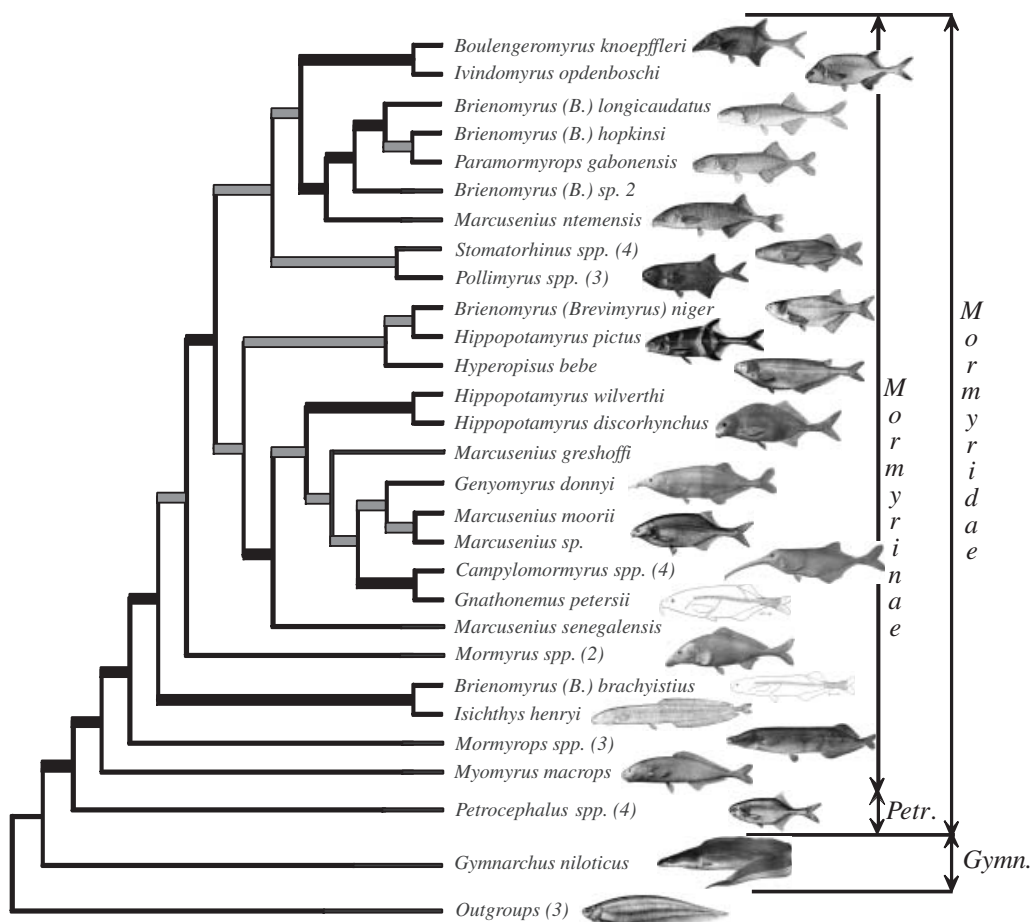 Boulengeromyrus knoepffleri
Ivindomyrus opdenboschi
Brienomyrus (B.) longicaudatus
Brienomyrus (B.) hopkinsi
Paramormyrops gabonensis
Brienomyrus (B.) sp. 2
Marcusenius ntemensis
Stomatorhinus spp. (4)
Pollimyrus spp. (3)
Brienomyrus (Brevimyrus) niger
Hippopotamyrus pictus
Hyperopisus bebe
Hippopotamyrus wilverthi
Hippopotamyrus discorhynchus
Marcusenius greshoffi
Genyomyrus donnyi
Marcusenius moorii
Marcusenius sp.
Campylomormyrus spp. (4)
Gnathonemus petersii
Marcusenius senegalensis
Mormyrus spp. (2)
Brienomyrus (B.) brachyistius
Isichthys henryi
Mormyrops spp. (3)
Myomyrus macrops
Petrocephalus spp. (4)
Gymnarchus niloticus
Outgroups (3)
Mormyrinae
Petr.
Mormyridae
Gymn.